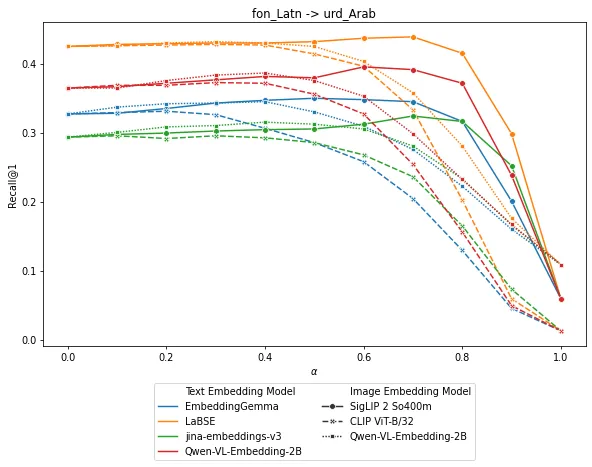 fon_Latn -> urd_Arab
Recall@1
0.4
0.3
0.2
0.1
0.0
0.0 0.2 0.4 0.6 0.8 1.0
α
Text Embedding Model Image Embedding Model
EmbeddingGemma SigLIP 2 So400m
LaBSE CLIP ViT-B/32
jina-embeddings-v3 Qwen-VL-Embedding-2B
Qwen-VL-Embedding-2B